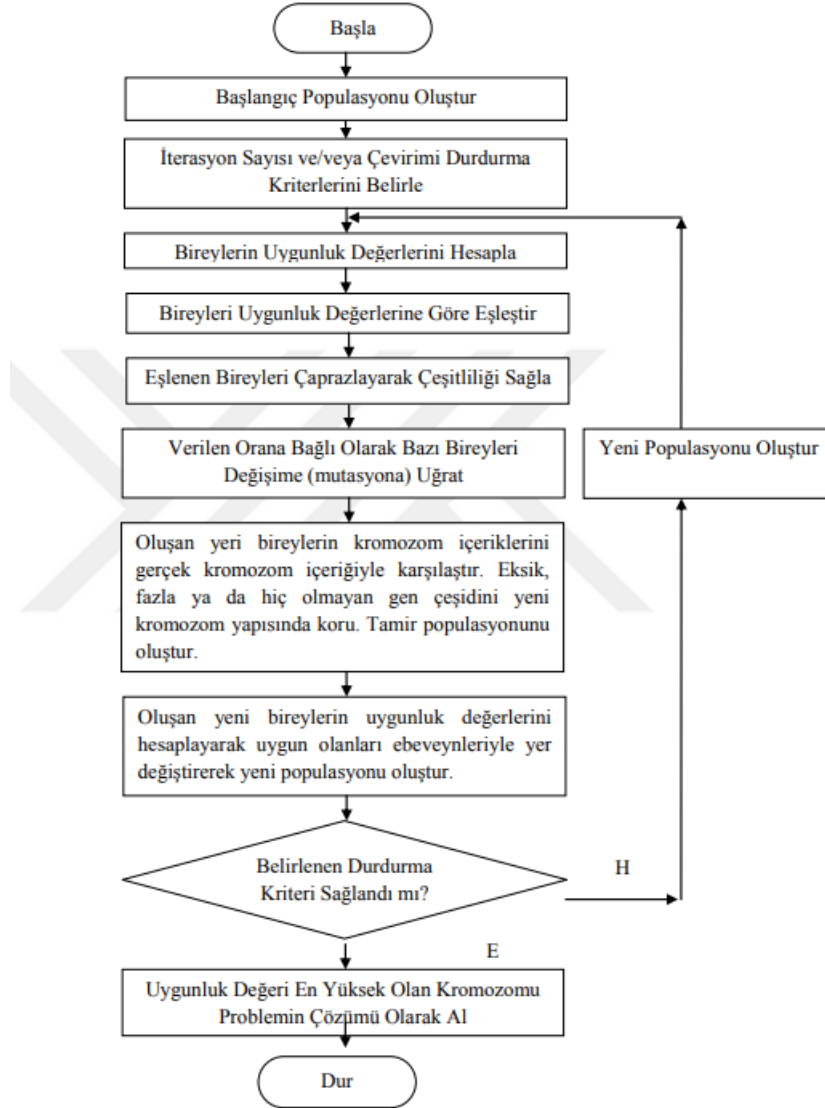 Başla
Başlangıç Populasyonu Oluştur
İterasyon Sayısı ve/veya Çevirimi Durdurma
Kriterlerini Belirle
Bireylerin Uygunluk Değerlerini Hesapla
Bireyleri Uygunluk Değerlerine Göre Eşleştir
Eşlenen Bireyleri Çaprazlayarak Çeşitliliği Sağla
Verilen Orana Bağlı Olarak Bazı Bireyleri
Değişime (mutasyona) Uğrat
Yeni Populasyonu Oluştur
Oluşan yeri bireylerin kromozom içeriklerini
gerçek kromozom içeriğiyle karşılaştır. Eksik,
fazla ya da hiç olmayan gen çeşidini yeni
kromozom yapısında koru. Tamir populasyonunu
oluştur.
Oluşan yeni bireylerin uygunluk değerlerini
hesaplayarak uygun olanları ebeveynleriyle yer
değiştirerek yeni populasyonu oluştur.
Belirlenen Durdurma
Kriteri Sağlandı mı?
H
E
Uygunluk Değeri En Yüksek Olan Kromozomu
Problemin Çözümü Olarak Al
Dur